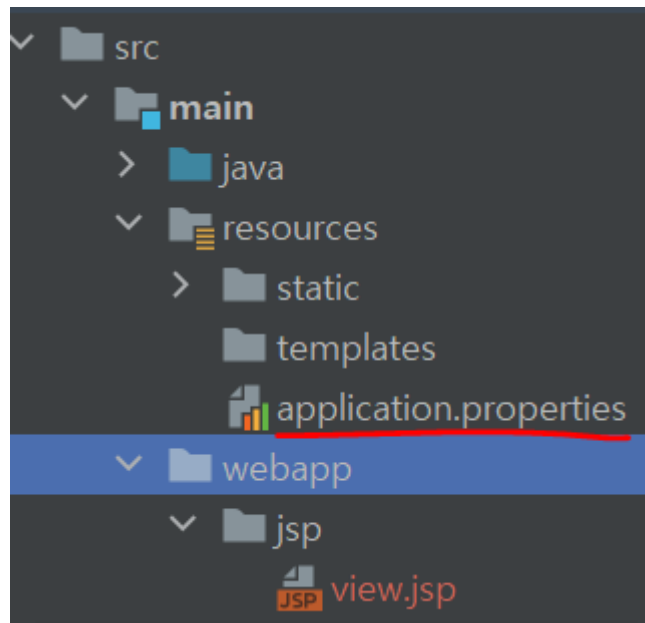 src
main
java
resources
static
templates
application.properties
webapp
jsp
JSP view.jsp